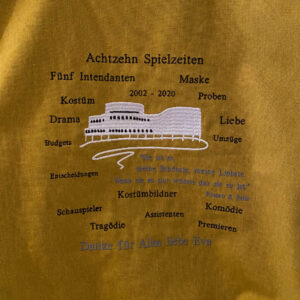 Achtzehn Spielzeiten
Fünf Intendanten Maske
Kostüm 2002 - 2020 Proben
Drama Liebe
Budgets Umzüge
Entscheidungen
Kostümbildner
Schauspieler Assistenten Komödie
Tragödie Premieren
Danke für Alles liebe Eva